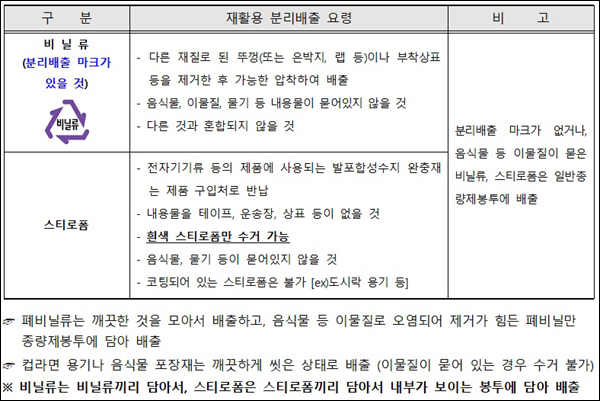 구 분
재활용 분리배출 요령
비 고
비 닐 류
(분리배출 마크가
있을 것)
비닐류
- 다른 재질로 된 뚜껑(또는 은박지, 랩 등)이나 부착상표
등을 제거한 후 가능한 압착하여 배출
- 음식물, 이물질, 물기 등 내용물이 묻어있지 않을 것
- 다른 것과 혼합되지 않을 것
스티로폼
- 전자기기류 등의 제품에 사용되는 발포합성수지 완충재
는 제품 구입처로 반납
- 내용물을 테이프, 운송장, 상표 등이 없을 것
- 흰색 스티로폼만 수거 가능
- 음식물, 물기 등이 묻어있지 않을 것
- 코팅되어 있는 스티로폼은 불가 [ex)도시락 용기 등]
분리배출 마크가 없거나,
음식물 등 이물질이 묻은
비닐류, 스티로폼은 일반종
량제봉투에 배출
☞ 폐비닐류는 깨끗한 것을 모아서 배출하고, 음식물 등 이물질로 오염되어 제거가 힘든 폐비닐만
종량제봉투에 담아 배출
☞ 컵라면 용기나 음식물 포장재는 깨끗하게 씻은 상태로 배출 (이물질이 묻어 있는 경우 수거 불가)
※ 비닐류는 비닐류끼리 담아서, 스티로폼은 스티로폼끼리 담아서 내부가 보이는 봉투에 담아 배출